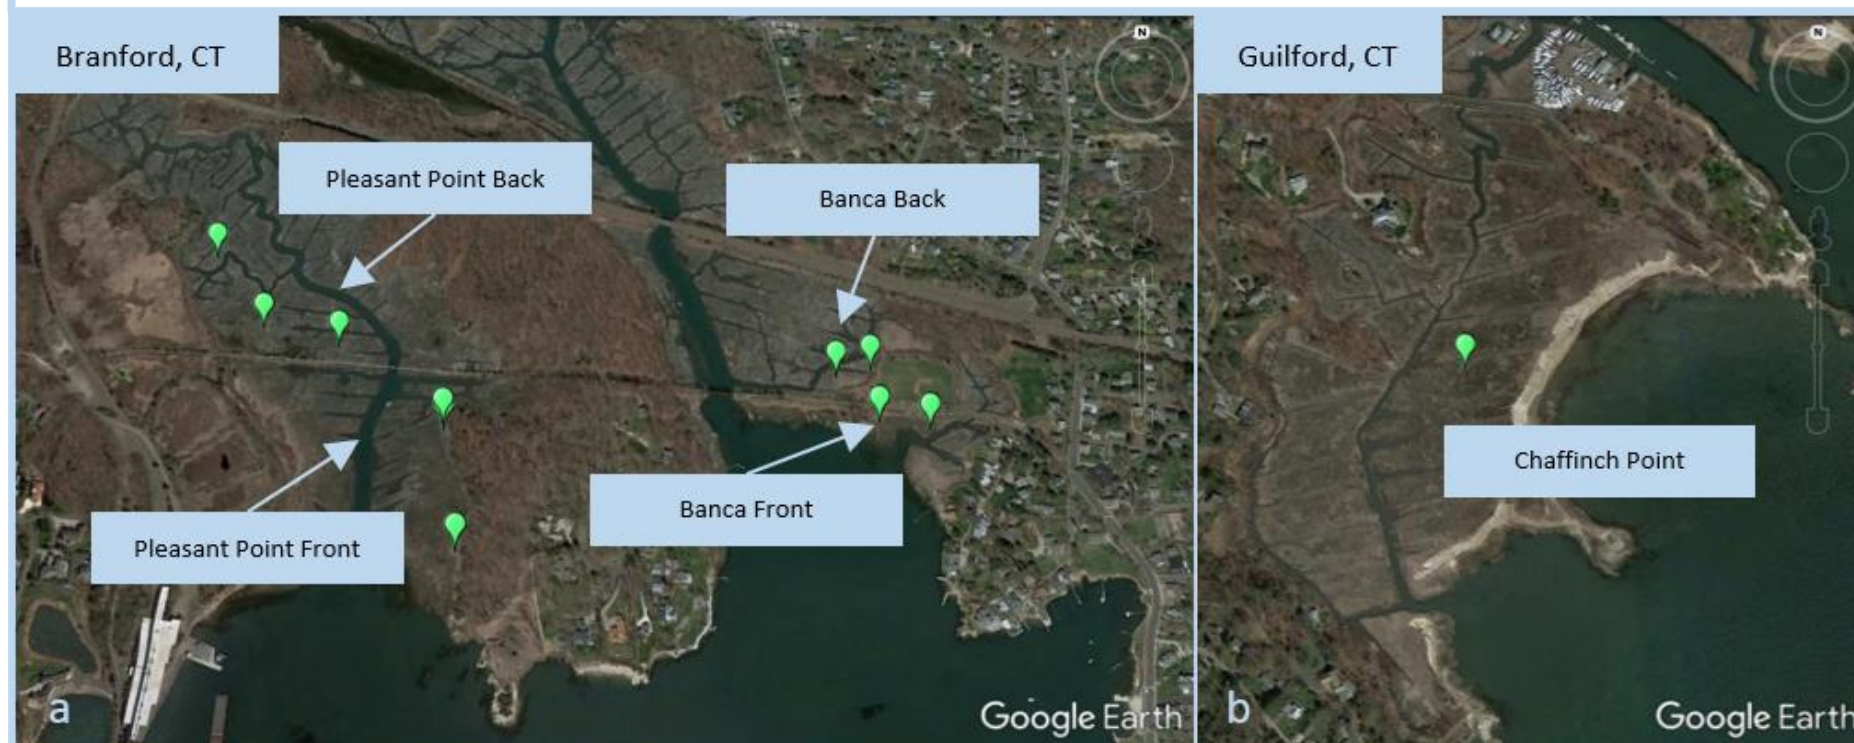 Branford, CT
N
Pleasant Point Back
Banca Back
Banca Front
Pleasant Point Front
a
Google Earth
Guilford, CT
N
Chaffinch Point
b
Google Earth